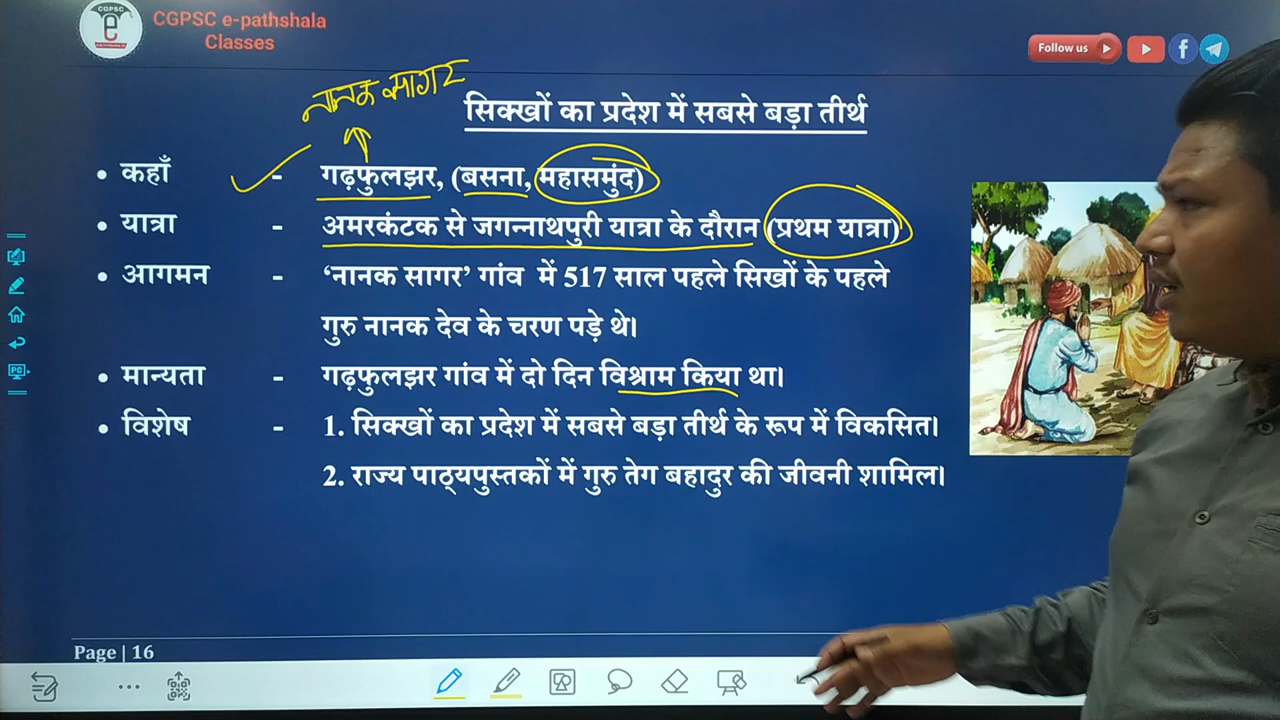 CGPSC
e
PATHSHALA
CGPSC e-pathshala
Classes
Follow us
नानक सागर
सिक्खों का प्रदेश में सबसे बड़ा तीर्थ
• कहाँ - गढ़फुलझर, (बसना, महासमुंद)
• यात्रा - अमरकंटक से जगन्नाथपुरी यात्रा के दौरान (प्रथम यात्रा)
• आगमन - ‘नानक सागर’ गांव में 517 साल पहले सिखों के पहले
गुरु नानक देव के चरण पड़े थे।
• मान्यता - गढ़फुलझर गांव में दो दिन विश्राम किया था।
• विशेष - 1. सिक्खों का प्रदेश में सबसे बड़ा तीर्थ के रूप में विकसित।
2. राज्य पाठ्यपुस्तकों में गुरु तेग बहादुर की जीवनी शामिल।
Page | 16